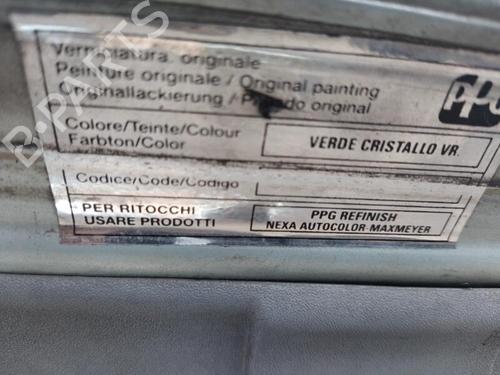 Verniciatura originale
Peinture originale / Original painting
Originallackierung / original
PPG
Colore/Teinte/Colour
Farbton/Color
VERDE CRISTALLO VR.
Codice/Code/Codigo
PER RITOCCHI
USARE PRODOTTI
PPG REFINISH
NEXA AUTOCOLOR-MAXMEYER
B-PARTS